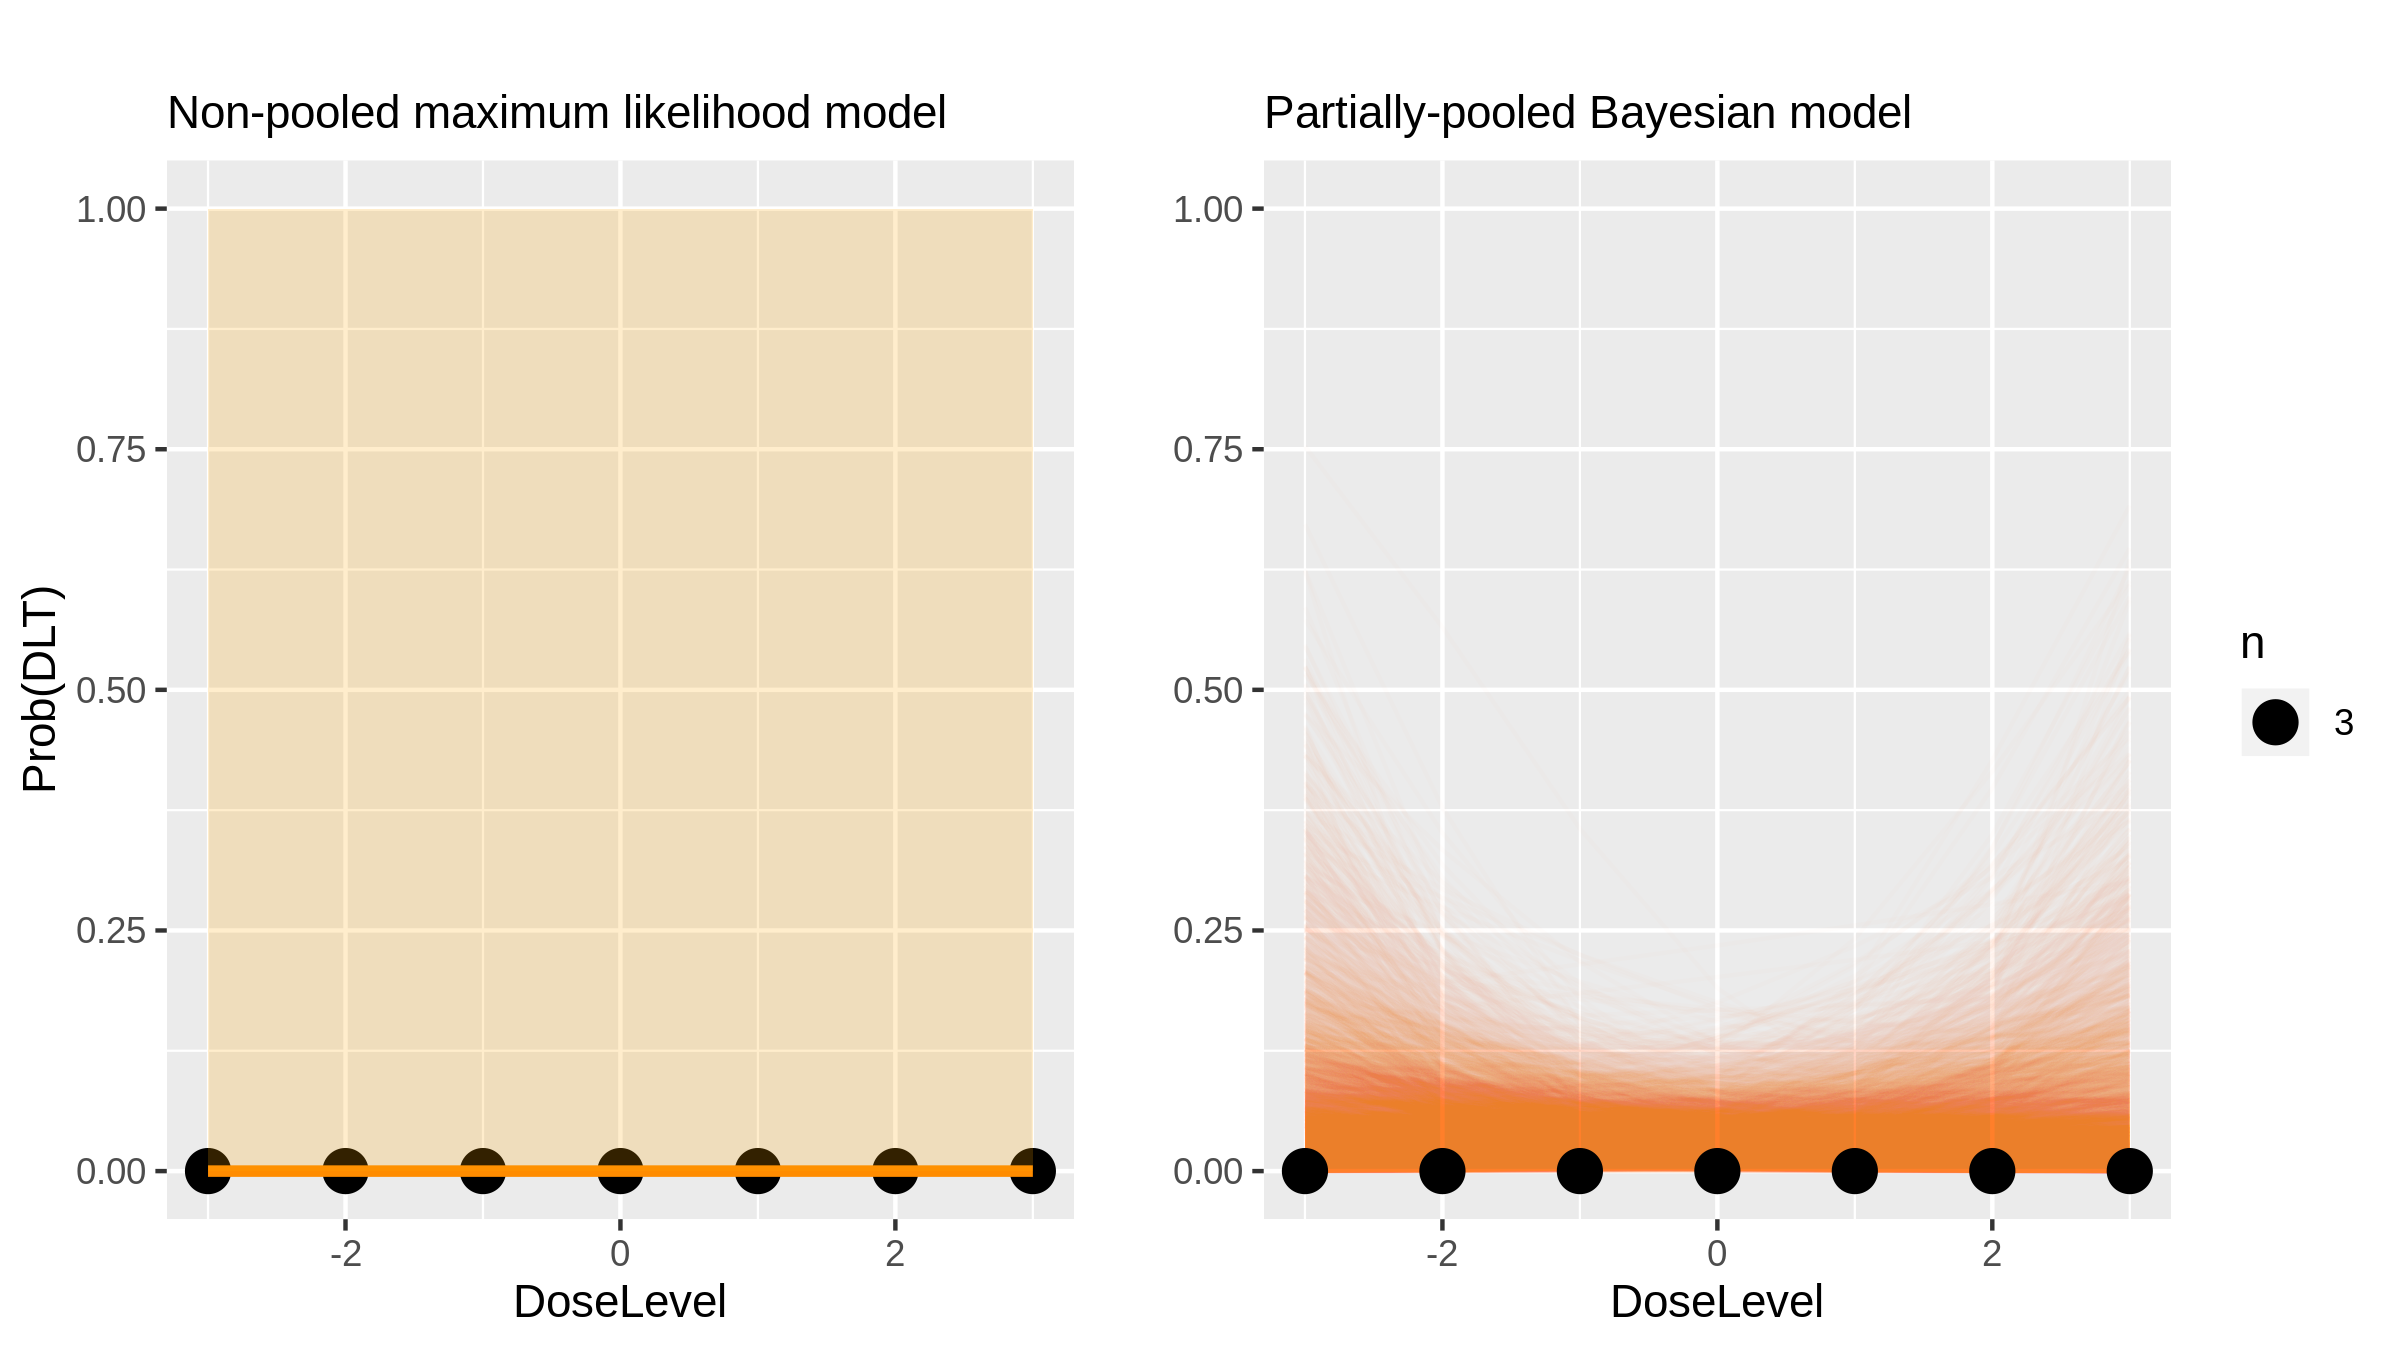 Non-pooled maximum likelihood model
Prob(DLT)
1.00
0.75
0.50
0.25
0.00
-2 0 2
DoseLevel
Partially-pooled Bayesian model
1.00
0.75
0.50
0.25
0.00
-2 0 2
DoseLevel
n
3